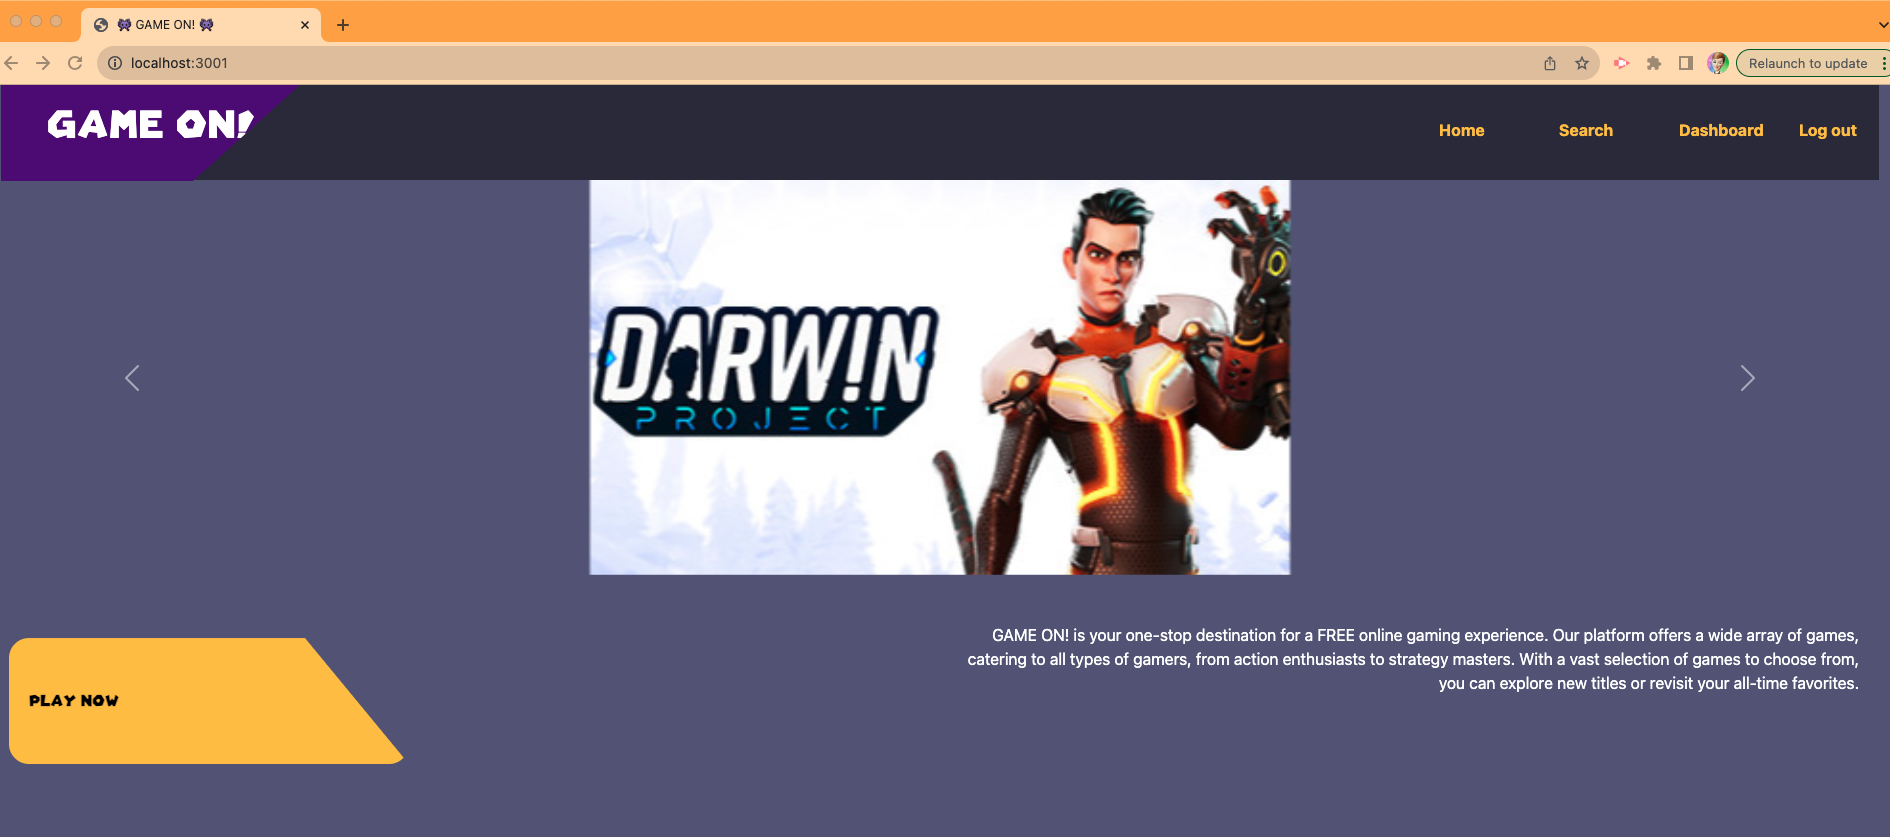 👾 GAME ON! 👾
localhost:3001
Relaunch to update
GAME ON!
Home Search Dashboard Log out
DARW!N
PROJECT
GAME ON! is your one-stop destination for a FREE online gaming experience. Our platform offers a wide array of games,
catering to all types of gamers, from action enthusiasts to strategy masters. With a vast selection of games to choose from,
you can explore new titles or revisit your all-time favorites.
PLAY NOW